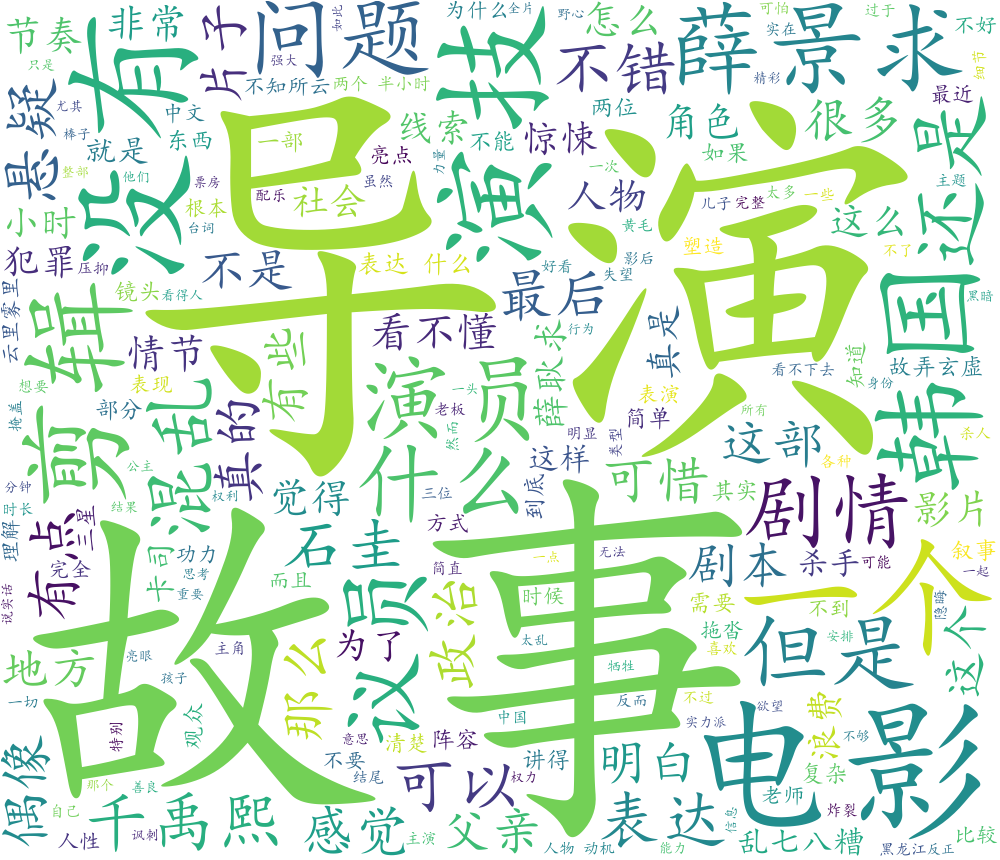 导演
故事
电影
剧情
一个
没有
演技
问题
薛景求
还是
韩国
剪辑
混乱
演员
什么
议员
但是
千禹熙
石圭
悬疑
不错
很多
非常
片子
节奏
为什么
全片
野心
如此
强大
只是
尤其
棒子
中文
东西
就是
整部
他们
票房
根本
台词
小时
犯罪
压抑
不是
镜头
看得人
云里雾里
情节
表现
想要
掩盖
部分
真的
有些
有点
三星
公主
分钟
结果
弓长
理解
完全
说实话
地方
卡司
功力
思考
重要
而且
觉得
权利
三位
方式
简直
一部
亮点
配乐
虽然
社会
线索
不知所云
两个
半小时
不能
力量
惊悚
怎么
两位
一次
人物
角色
如果
可怕
实在
精彩
过于
不好
细节
最近
主题
太多
一些
儿子
完整
这么
不了
黄毛
塑造
影后
失望
好看
最后
表达
什么
看不懂
行为
真是
薛耿求
知道
看不下去
身份
黑暗
故弄玄虚
一头
老板
然而
明显
类型
表演
简单
所有
这部
各种
杀人
这样
到底
可惜
其实
影片
剧本
杀手
可能
叙事
一起
一点
无法
时候
需要
不到
隐晦
太乱
拖沓
喜欢
安排
这个
政治
为了
那么
主角
孩子
亮眼
一切
特别
观众
偶像
那个
善良
自己
人性
讽刺
感觉
不要
意思
结尾
清楚
阵容
可以
权力
主演
父亲
中国
牺牲
反而
不过
实力派
欲望
浪费
不够
讲得
明白
复杂
老师
表达
信息
炸裂
乱七八糟
比较
黑龙江
反正
人物
动机
能力